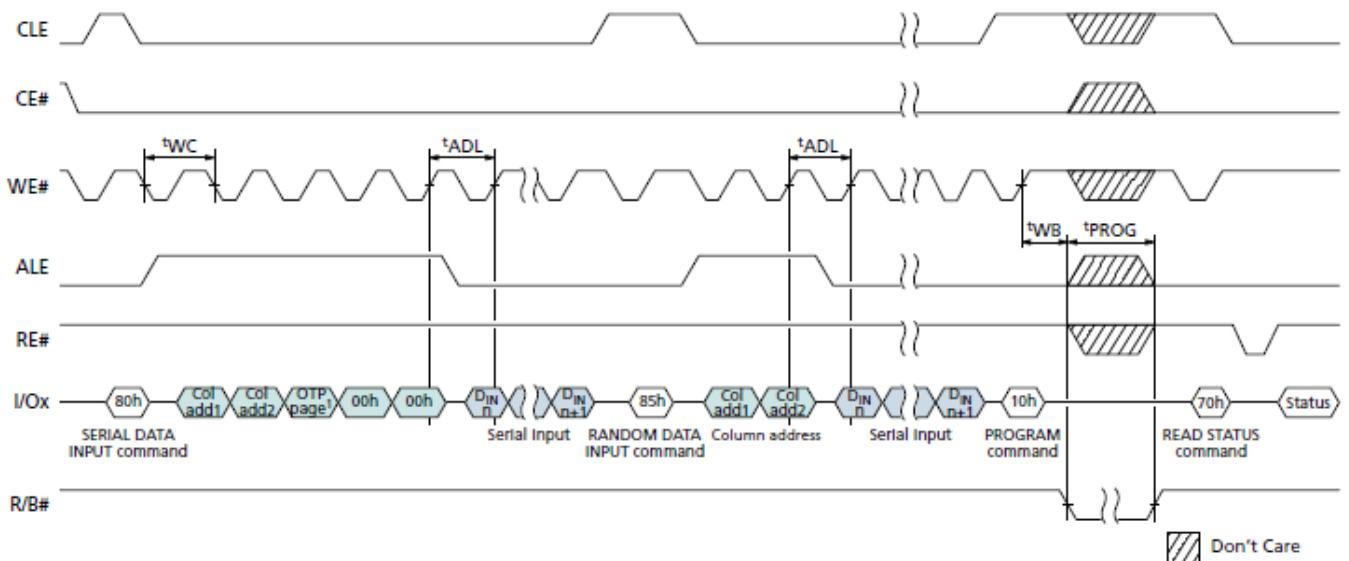 CLE
CE#
tWC
tADL
tADL
WE#
tWB
tPROG
ALE
RE#
I/Ox
80h
Col add1
Col add2
OTP page1
00h
00h
DIN n
DIN n+1
85h
Col add1
Col add2
DIN n
DIN n+1
10h
70h
Status
SERIAL DATA
INPUT command
Serial input
RANDOM DATA
INPUT command
Column address
Serial input
PROGRAM
command
READ STATUS
command
R/B#
Don't Care